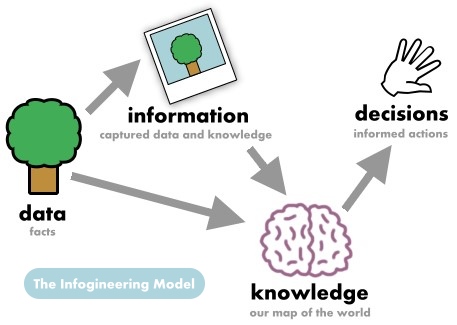 information
captured data and knowledge
decisions
informed actions
data
facts
The Infogineering Model
knowledge
our map of the world